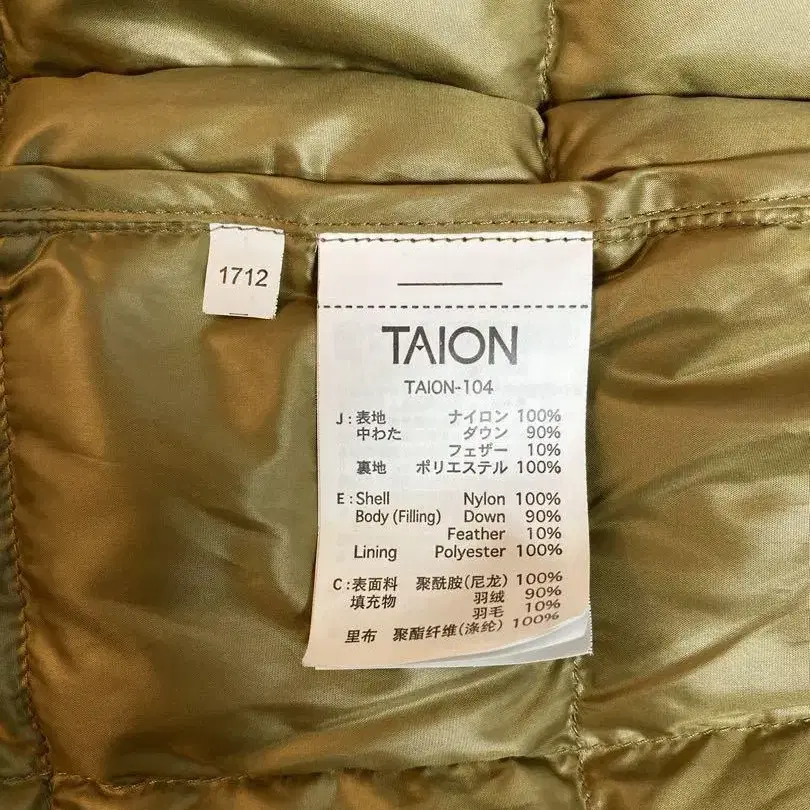 1712
TAION
TAION-104
J : 表地 ナイロン 100%
中わた ダウン 90%
フェザー 10%
裏地 ポリエステル 100%
E : Shell Nylon 100%
Body (Filling) Down 90%
Feather 10%
Lining Polyester 100%
C : 表面料 聚酰胺(尼龙) 100%
填充物 羽绒 90%
羽毛 10%
里布 聚酯纤维(涤纶) 100%